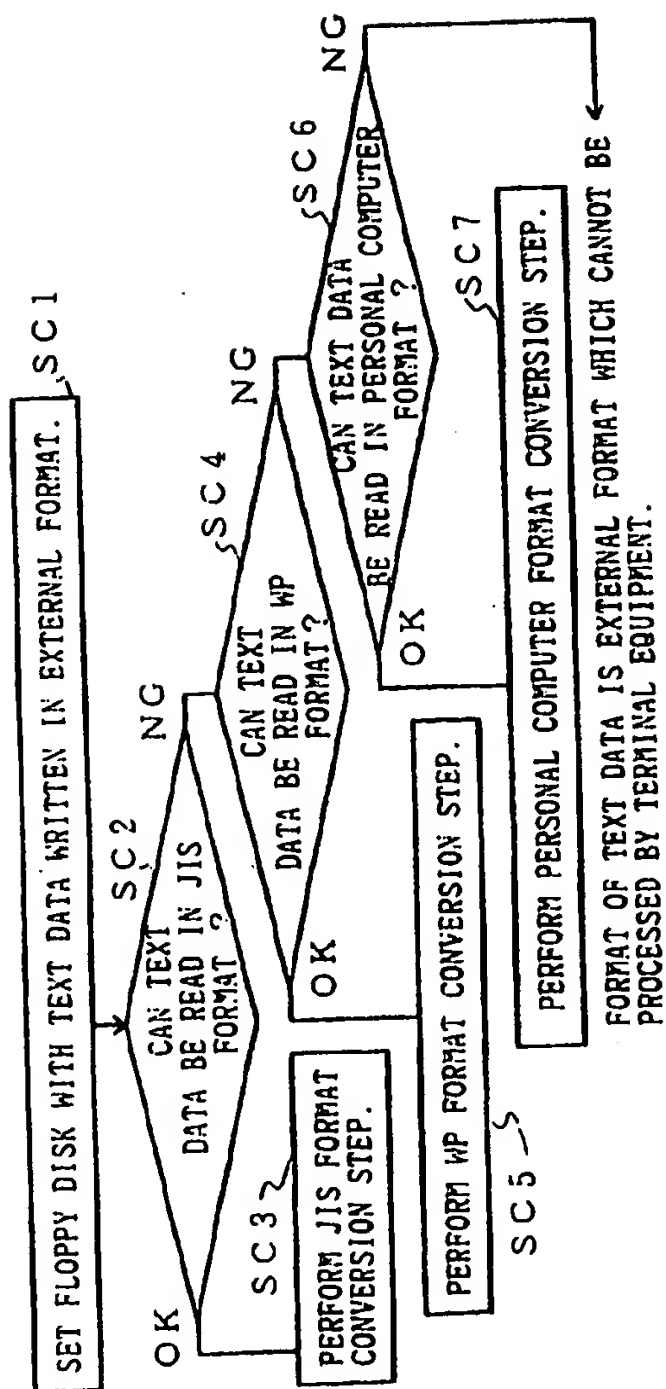 SET FLOPPY DISK WITH TEXT DATA WRITTEN IN EXTERNAL FORMAT.
SC1
SC2
CAN TEXT
DATA BE READ IN JIS
FORMAT ?
OK
NG
SC3
PERFORM JIS FORMAT
CONVERSION STEP.
SC4
CAN TEXT
DATA BE READ IN WP
FORMAT?
OK
NG
PERFORM WP FORMAT CONVERSION STEP.
SC5
SC6
CAN TEXT DATA
BE READ IN PERSONAL COMPUTER
FORMAT ?
OK
NG
SC7
PERFORM PERSONAL COMPUTER FORMAT CONVERSION STEP.
FORMAT OF TEXT DATA IS EXTERNAL FORMAT WHICH CANNOT BE
PROCESSED BY TERMINAL EQUIPMENT.